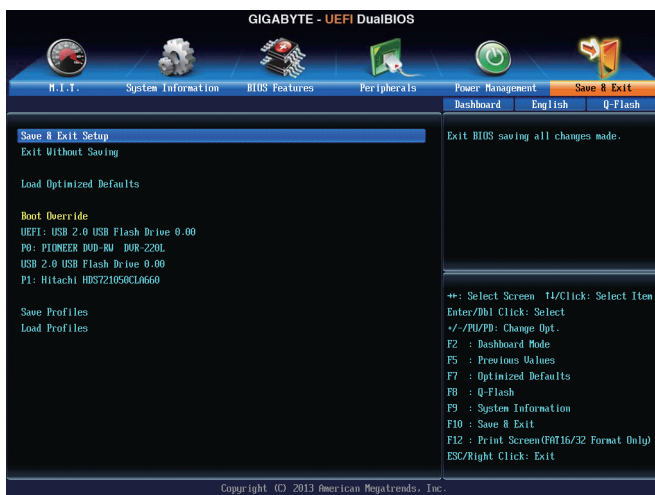 GIGABYTE - UEFI DualBIOS
M.I.T. System Information BIOS Features Peripherals Power Management Save & Exit
Dashboard English Q-Flash
Save & Exit Setup
Exit Without Saving
Load Optimized Defaults
Boot Override
UEFI: USB 2.0 USB Flash Drive 0.00
P0: PIONEER DVD-RW DVR-220L
USB 2.0 USB Flash Drive 0.00
P1: Hitachi HDS721050CLA660
Save Profiles
Load Profiles
Exit BIOS saving all changes made.
→←: Select Screen ↑↓/Click: Select Item
Enter/Dbl Click: Select
+/-/PU/PD: Change Opt.
F2 : Dashboard Mode
F5 : Previous Values
F7 : Optimized Defaults
F8 : Q-Flash
F9 : System Information
F10 : Save & Exit
F12 : Print Screen(FAT16/32 Format Only)
ESC/Right Click: Exit
Copyright (C) 2013 American Megatrends, Inc.